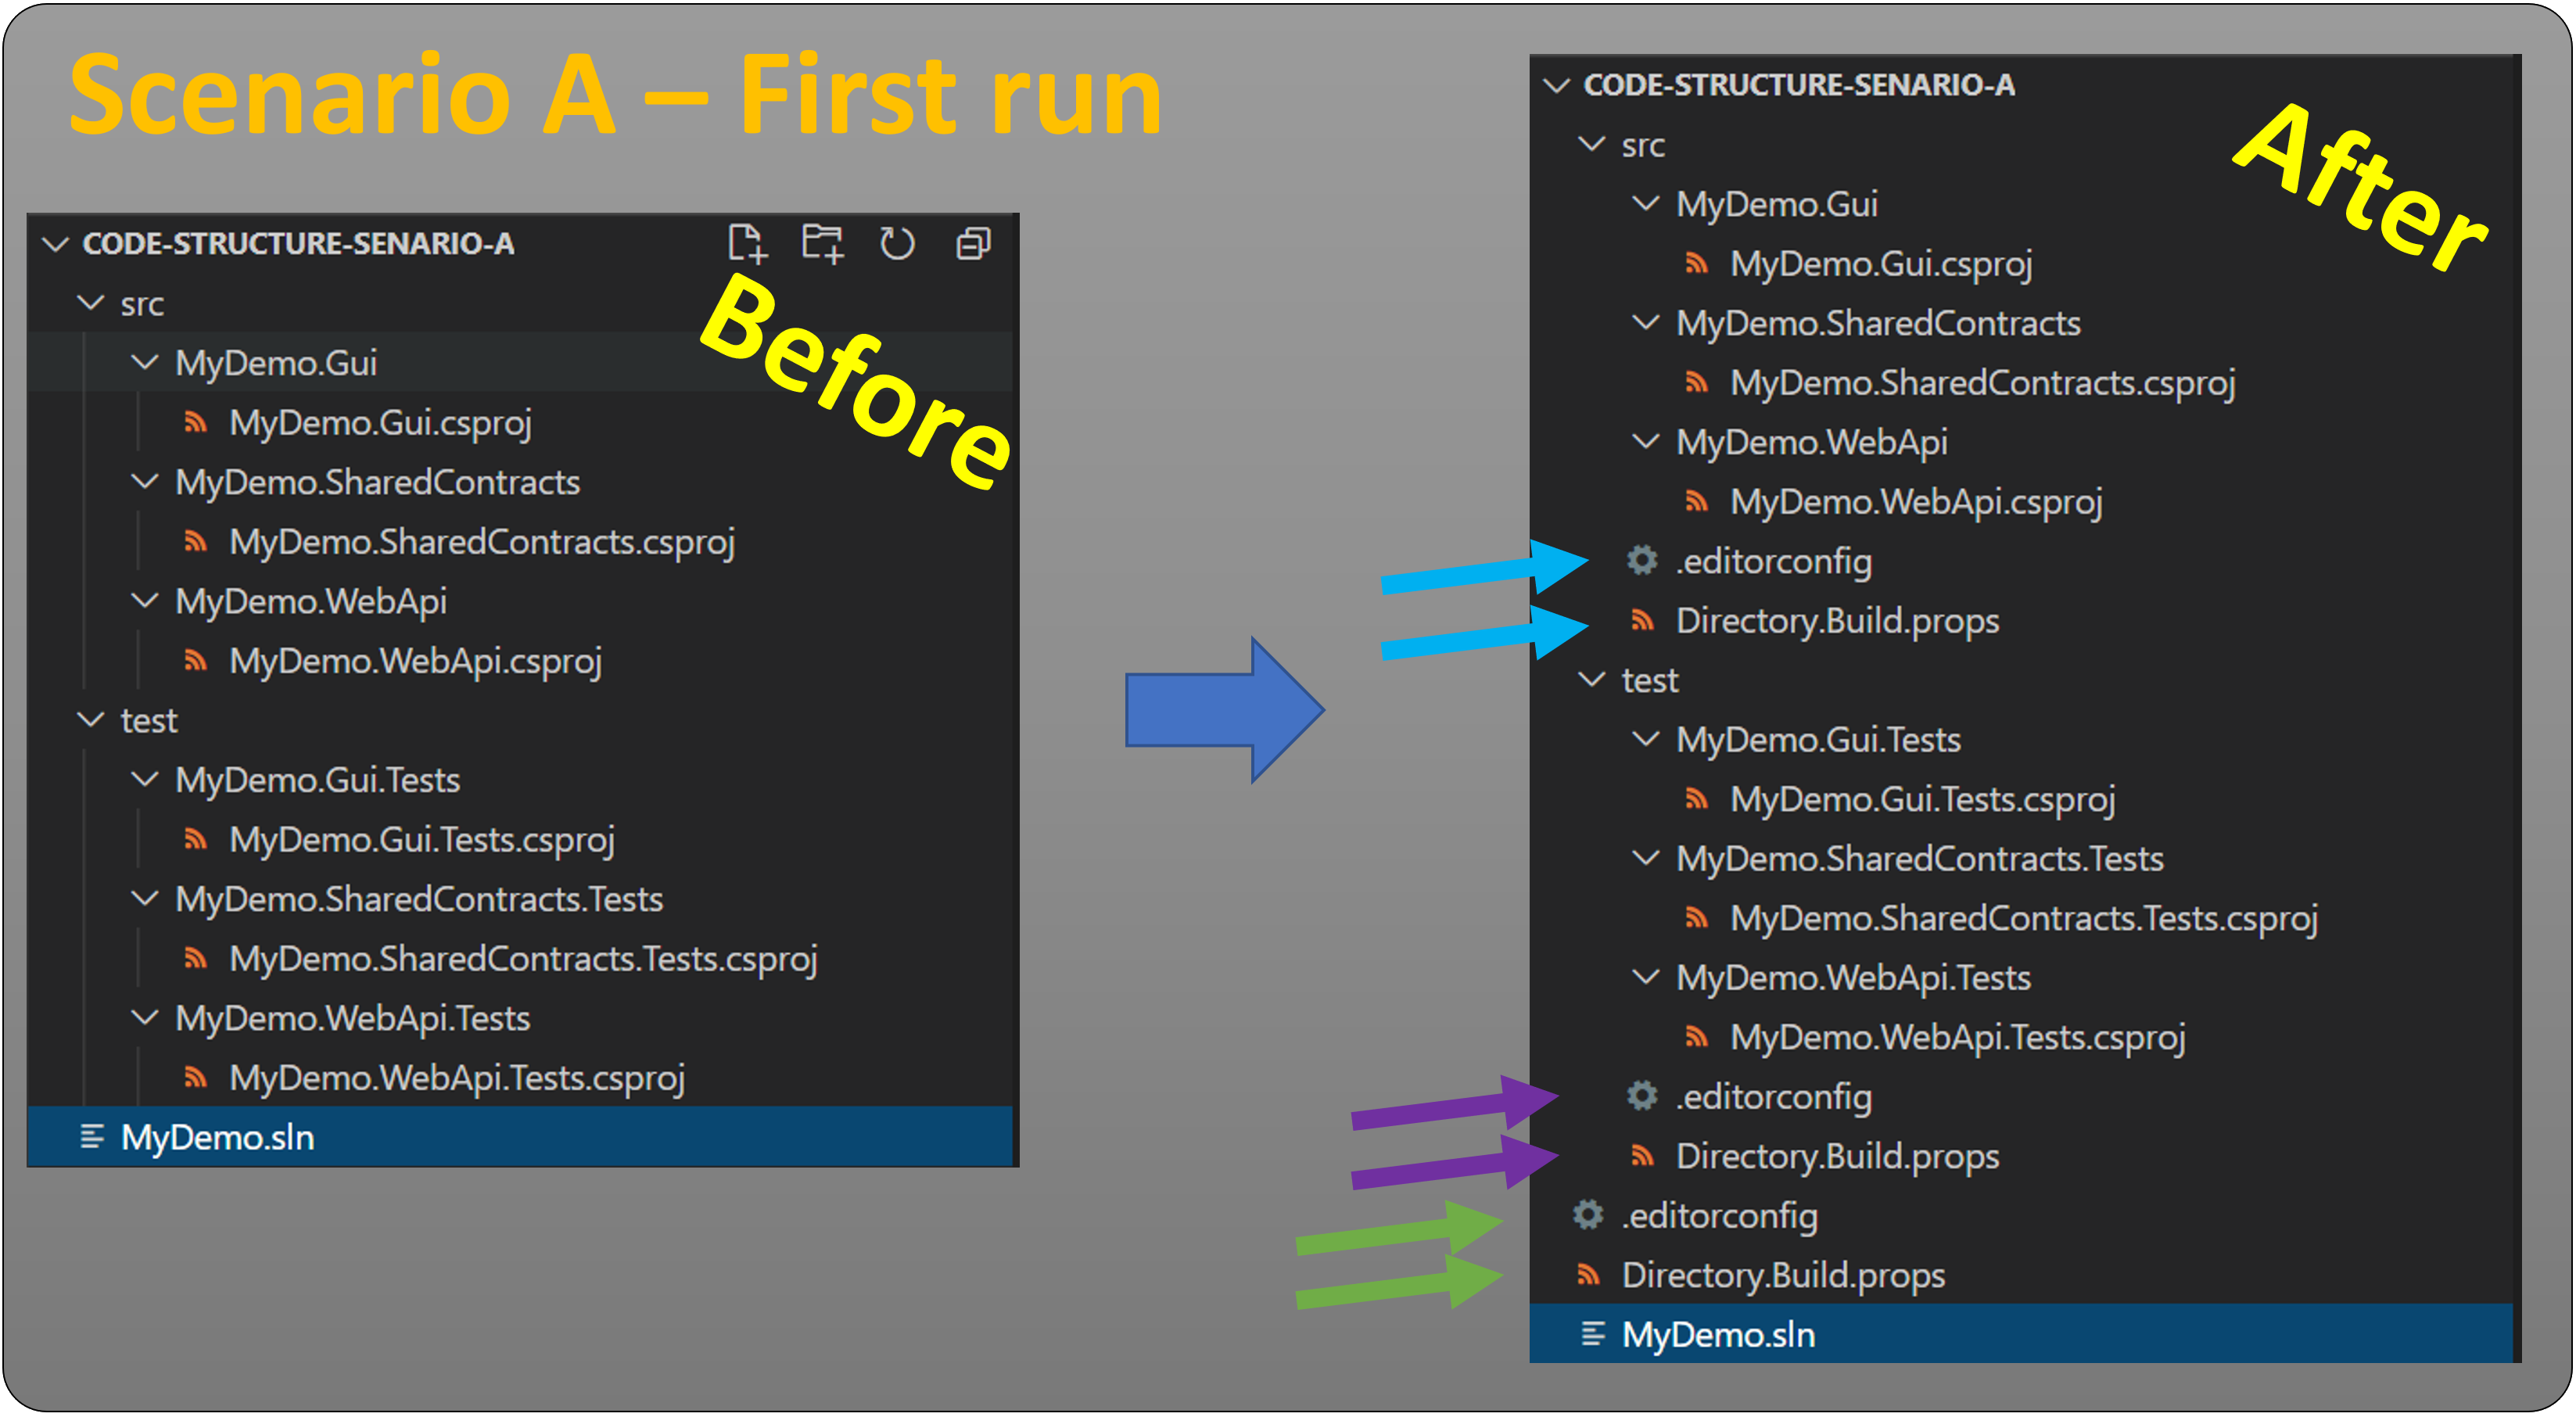 Scenario A – First run
CODE-STRUCTURE-SENARIO-A
Before
src
MyDemo.Gui
MyDemo.Gui.csproj
MyDemo.SharedContracts
MyDemo.SharedContracts.csproj
MyDemo.WebApi
MyDemo.WebApi.csproj
test
MyDemo.Gui.Tests
MyDemo.Gui.Tests.csproj
MyDemo.SharedContracts.Tests
MyDemo.SharedContracts.Tests.csproj
MyDemo.WebApi.Tests
MyDemo.WebApi.Tests.csproj
MyDemo.sln
CODE-STRUCTURE-SENARIO-A
After
src
MyDemo.Gui
MyDemo.Gui.csproj
MyDemo.SharedContracts
MyDemo.SharedContracts.csproj
MyDemo.WebApi
MyDemo.WebApi.csproj
.editorconfig
Directory.Build.props
test
MyDemo.Gui.Tests
MyDemo.Gui.Tests.csproj
MyDemo.SharedContracts.Tests
MyDemo.SharedContracts.Tests.csproj
MyDemo.WebApi.Tests
MyDemo.WebApi.Tests.csproj
.editorconfig
Directory.Build.props
.editorconfig
Directory.Build.props
MyDemo.sln